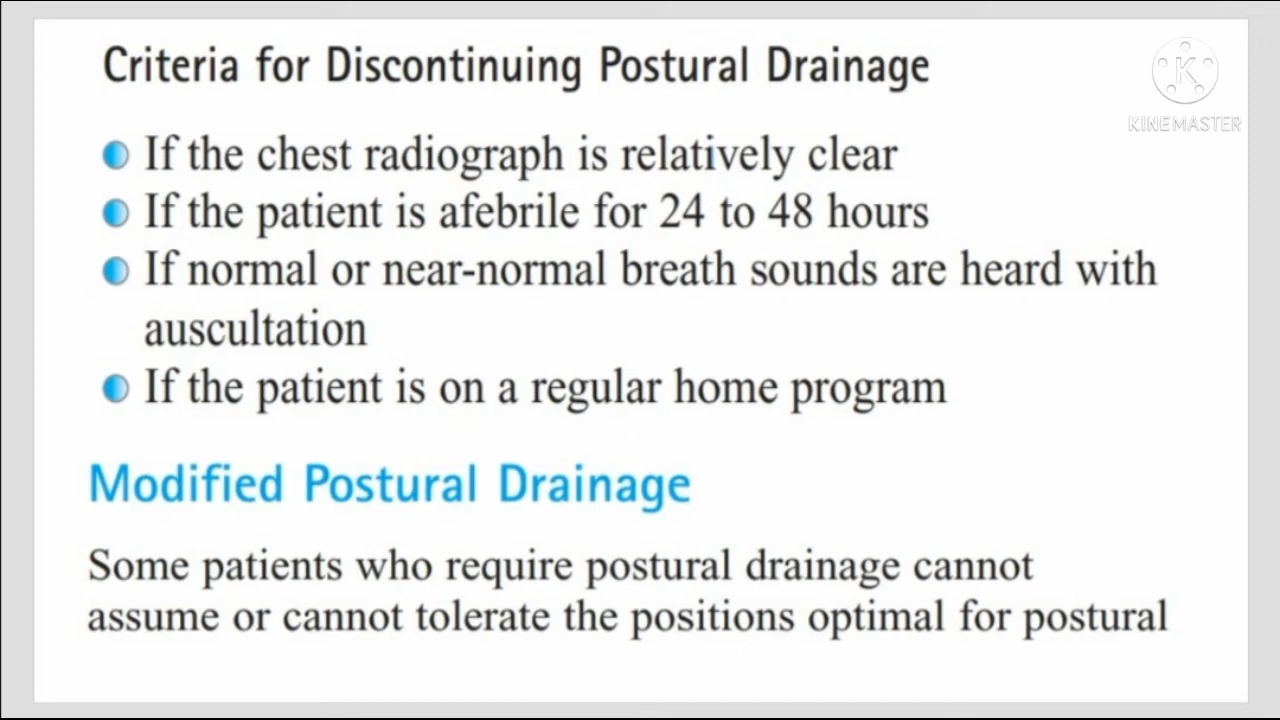 Criteria for Discontinuing Postural Drainage
K
KINEMASTER
If the chest radiograph is relatively clear
If the patient is afebrile for 24 to 48 hours
If normal or near-normal breath sounds are heard with
auscultation
If the patient is on a regular home program
Modified Postural Drainage
Some patients who require postural drainage cannot
assume or cannot tolerate the positions optimal for postural